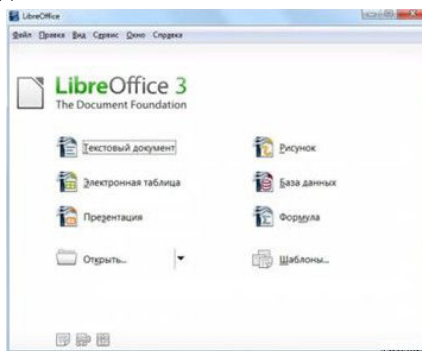 LibreOffice
Файл Правка Вид Сервис Окно Справка
LibreOffice 3
The Document Foundation
Текстовый документ
Рисунок
Электронная таблица
База данных
Презентация
Формула
Открыть...
Шаблоны...